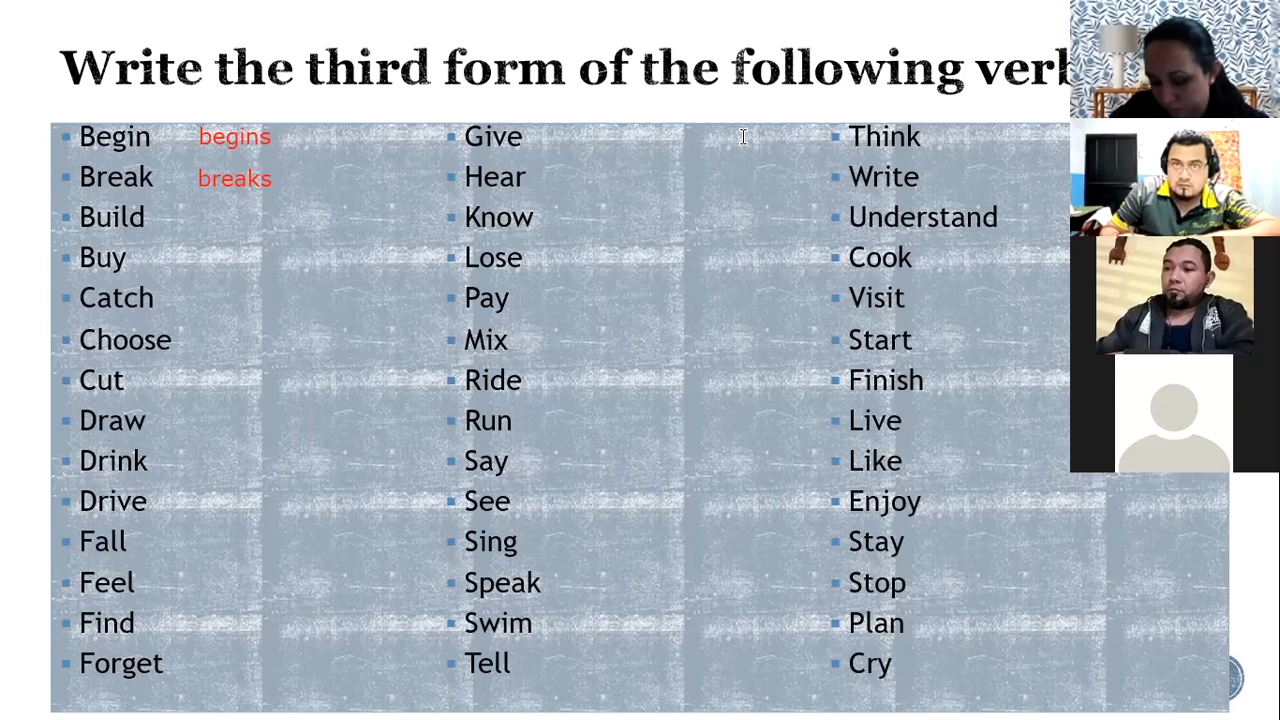 Write the third form of the following verb
Begin begins
Break breaks
Build
Buy
Catch
Choose
Cut
Draw
Drink
Drive
Fall
Feel
Find
Forget
Give
Hear
Know
Lose
Pay
Mix
Ride
Run
Say
See
Sing
Speak
Swim
Tell
Think
Write
Understand
Cook
Visit
Start
Finish
Live
Like
Enjoy
Stay
Stop
Plan
Cry